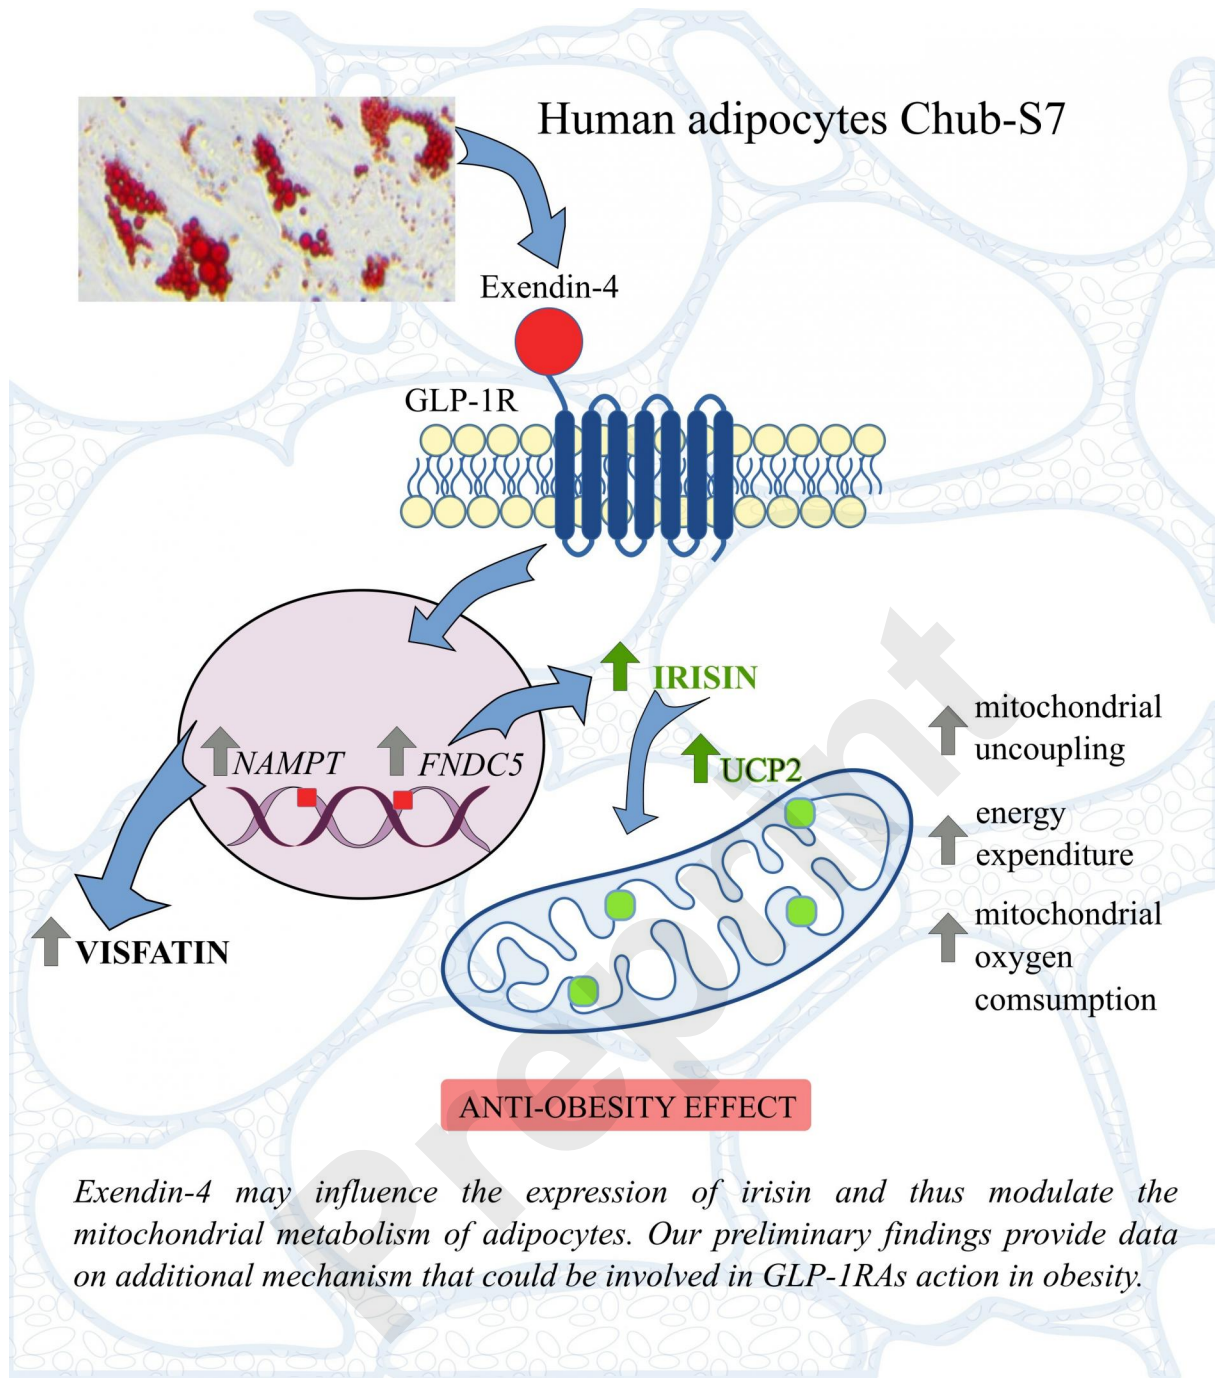 Human adipocytes Chub-S7
Exendin-4
GLP-1R
IRISIN
NAMPT
FNDC5
UCP2
VISFATIN
mitochondrial
uncoupling
energy
expenditure
mitochondrial
oxygen
comsumption
Preprint
ANTI-OBESITY EFFECT
Exendin-4 may influence the expression of irisin and thus modulate the
mitochondrial metabolism of adipocytes. Our preliminary findings provide data
on additional mechanism that could be involved in GLP-1RAs action in obesity.